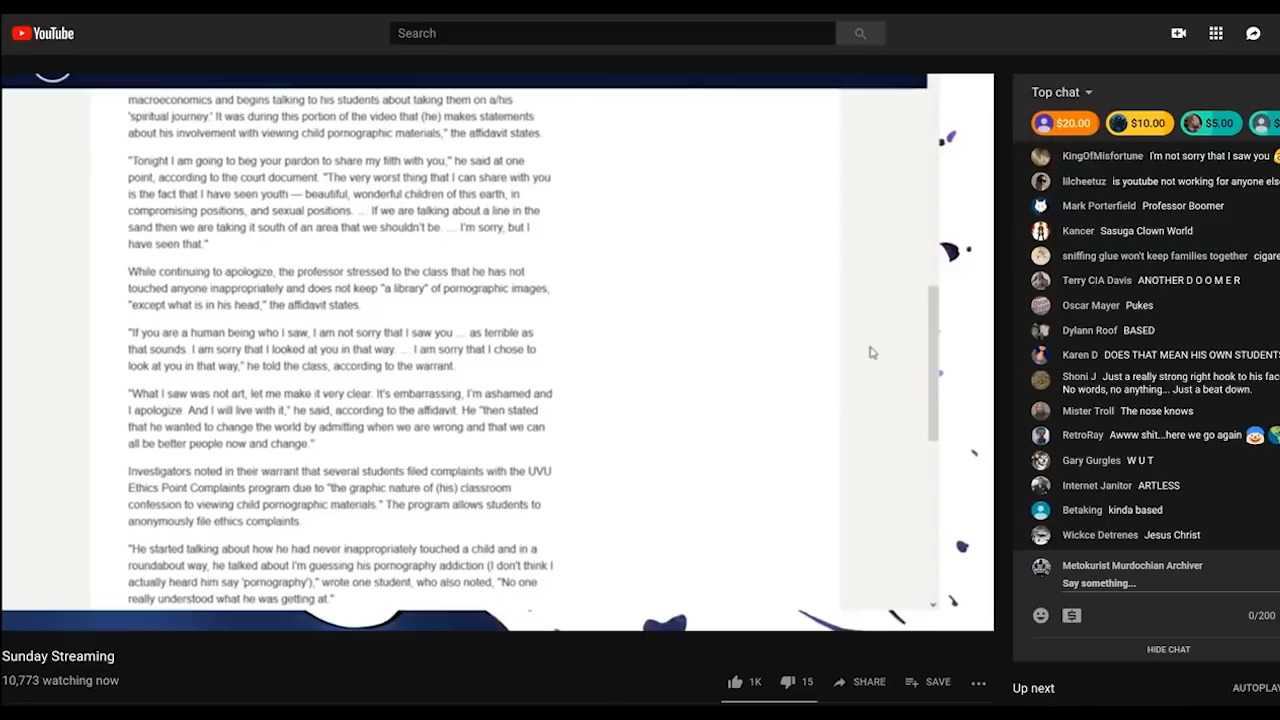 YouTube
Search
macroeconomics and begins talking to his students about taking them on a/his
'spiritual journey.' It was during this portion of the video that (he) makes statements
about his involvement with viewing child pornographic materials," the affidavit states.
"Tonight I am going to beg your pardon to share my filth with you," he said at one
point, according to the court document. "The very worst thing that I can share with you
is the fact that I have seen youth — beautiful, wonderful children of this earth, in
compromising positions, and sexual positions. ... If we are talking about a line in the
sand then we are taking it south of an area that we shouldn't be. ... I'm sorry, but I
have seen that."
While continuing to apologize, the professor stressed to the class that he has not
touched anyone inappropriately and does not keep "a library" of pornographic images,
"except what is in his head," the affidavit states.
"If you are a human being who I saw, I am not sorry that I saw you ... as terrible as
that sounds. I am sorry that I looked at you in that way. ... I am sorry that I chose to
look at you in that way," he told the class, according to the warrant.
"What I saw was not art, let me make it very clear. It's embarrassing, I'm ashamed and
I apologize. And I will live with it," he said, according to the affidavit. He "then stated
that he wanted to change the world by admitting when we are wrong and that we can
all be better people now and change."
Investigators noted in their warrant that several students filed complaints with the UVU
Ethics Point Complaints program due to "the graphic nature of (his) classroom
confession to viewing child pornographic materials." The program allows students to
anonymously file ethics complaints.
"He started talking about how he had never inappropriately touched a child and in a
roundabout way, he talked about I'm guessing his pornography addiction (I don't think I
actually heard him say 'pornography')," wrote one student, who also noted, "No one
really understood what he was getting at."
Sunday Streaming
10,773 watching now
1K
15
SHARE
SAVE
Top chat
$20.00
$10.00
$5.00
$
KingOfMisfortune I'm not sorry that I saw you
lilcheetuz is youtube not working for anyone els
Mark Porterfield Professor Boomer
Kancer Sasuga Clown World
sniffing glue won't keep families together cigare
Terry CIA Davis ANOTHER D O O M E R
Oscar Mayer Pukes
Dylann Roof BASED
Karen D DOES THAT MEAN HIS OWN STUDENT
Shoni J Just a really strong right hook to his fac
No words, no anything... Just a beat down.
Mister Troll The nose knows
RetroRay Awww shit...here we go again
Gary Gurgles W U T
Internet Janitor ARTLESS
Betaking kinda based
Wickce Detrenes Jesus Christ
Metokurist Murdochian Archiver
Say something...
0/200
HIDE CHAT
Up next
AUTOPLAY